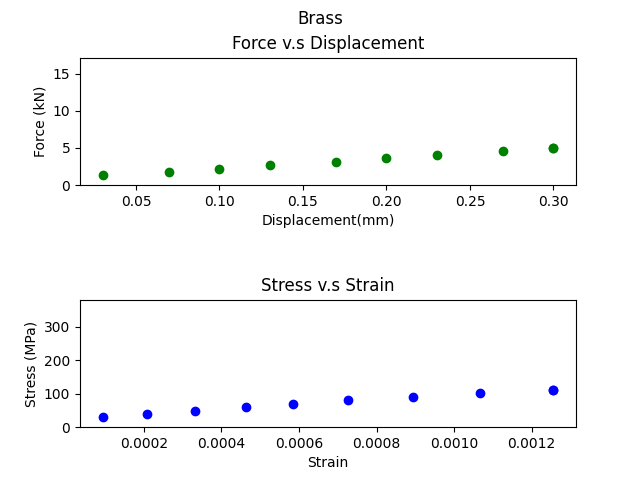 Brass
Force v.s Displacement
15
10
5
0
Force (kN)
0.05 0.10 0.15 0.20 0.25 0.30
Displacement(mm)
Stress v.s Strain
300
200
100
0
Stress (MPa)
0.0002 0.0004 0.0006 0.0008 0.0010 0.0012
Strain